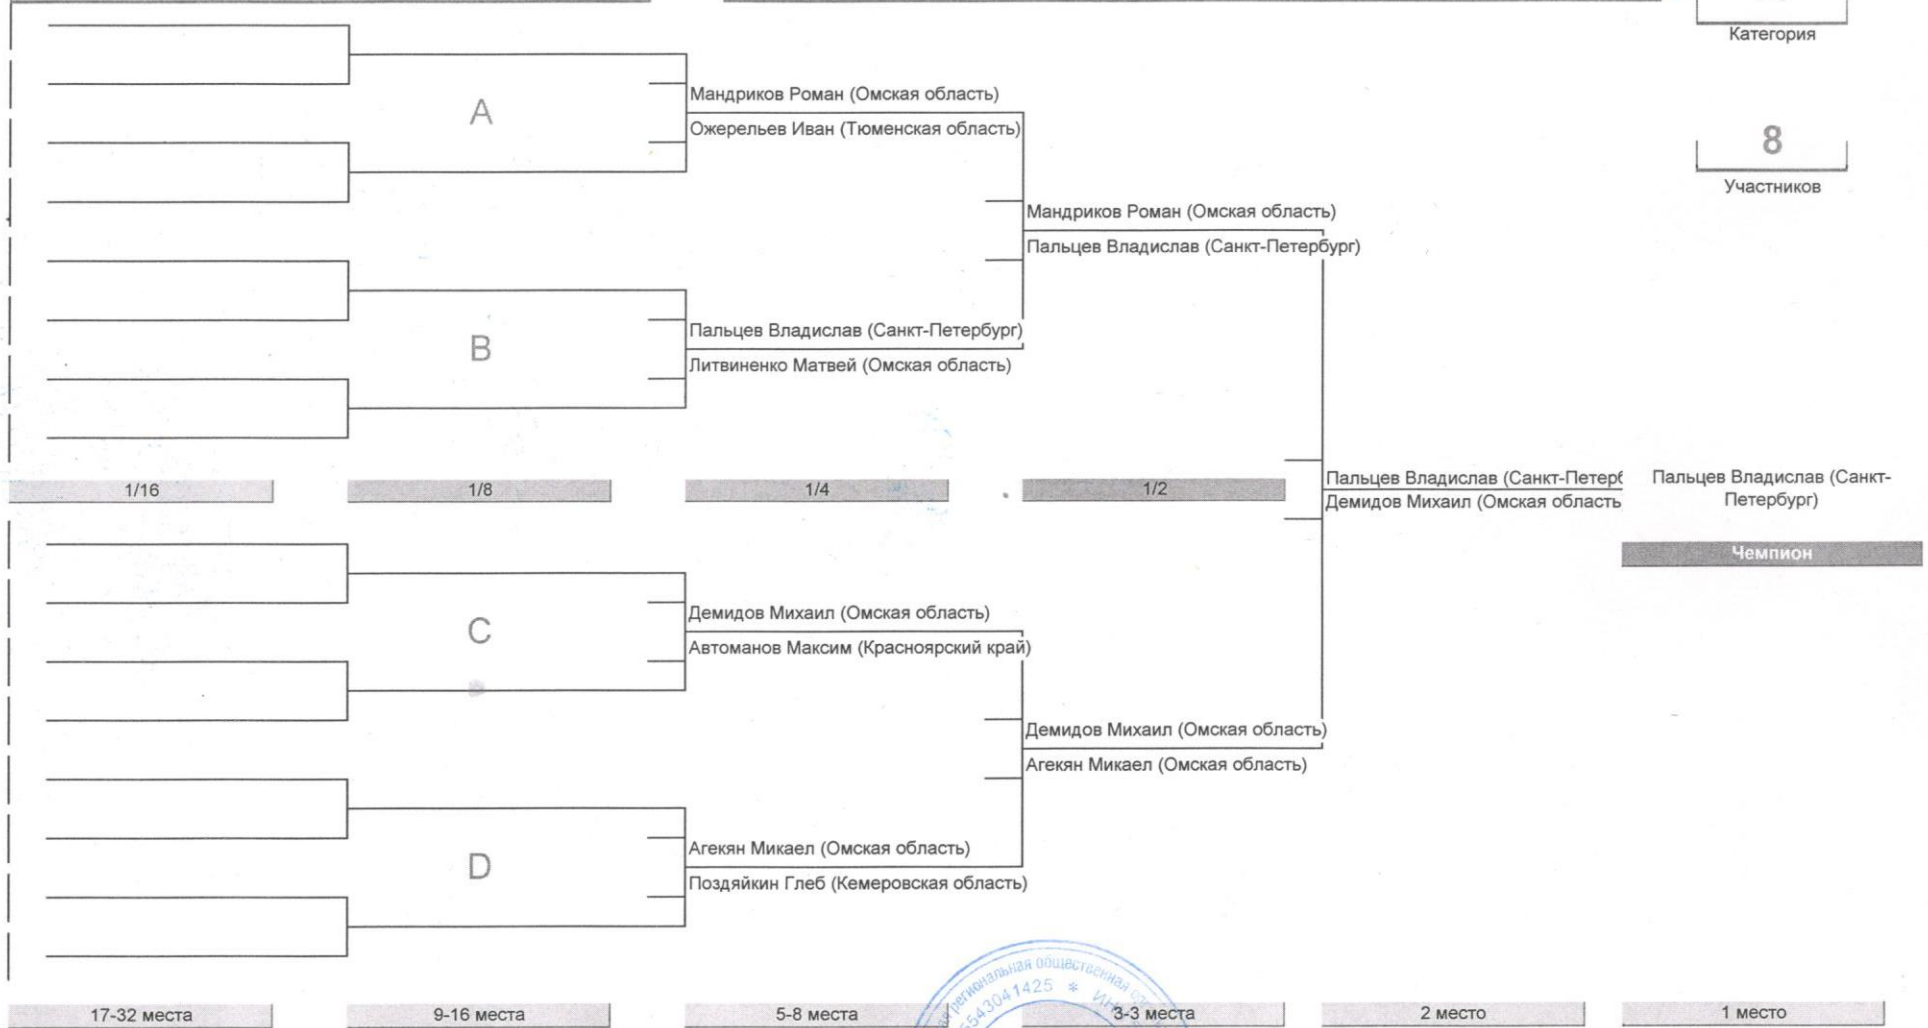 Категория
A
Мандриков Роман (Омская область)
Ожерельев Иван (Тюменская область)
8
Участников
Мандриков Роман (Омская область)
Пальцев Владислав (Санкт-Петербург)
B
Пальцев Владислав (Санкт-Петербург)
Литвиненко Матвей (Омская область)
1/16
1/8
1/4
1/2
Пальцев Владислав (Санкт-Петерб
Демидов Михаил (Омская область
Пальцев Владислав (Санкт-
Петербург)
Чемпион
C
Демидов Михаил (Омская область)
Автоманов Максим (Красноярский край)
Демидов Михаил (Омская область)
Агекян Микаел (Омская область)
D
Агекян Микаел (Омская область)
Поздяйкин Глеб (Кемеровская область)
региональная общественная
543041425 *
17-32 места
9-16 места
5-8 места
3-3 места
2 место
1 место